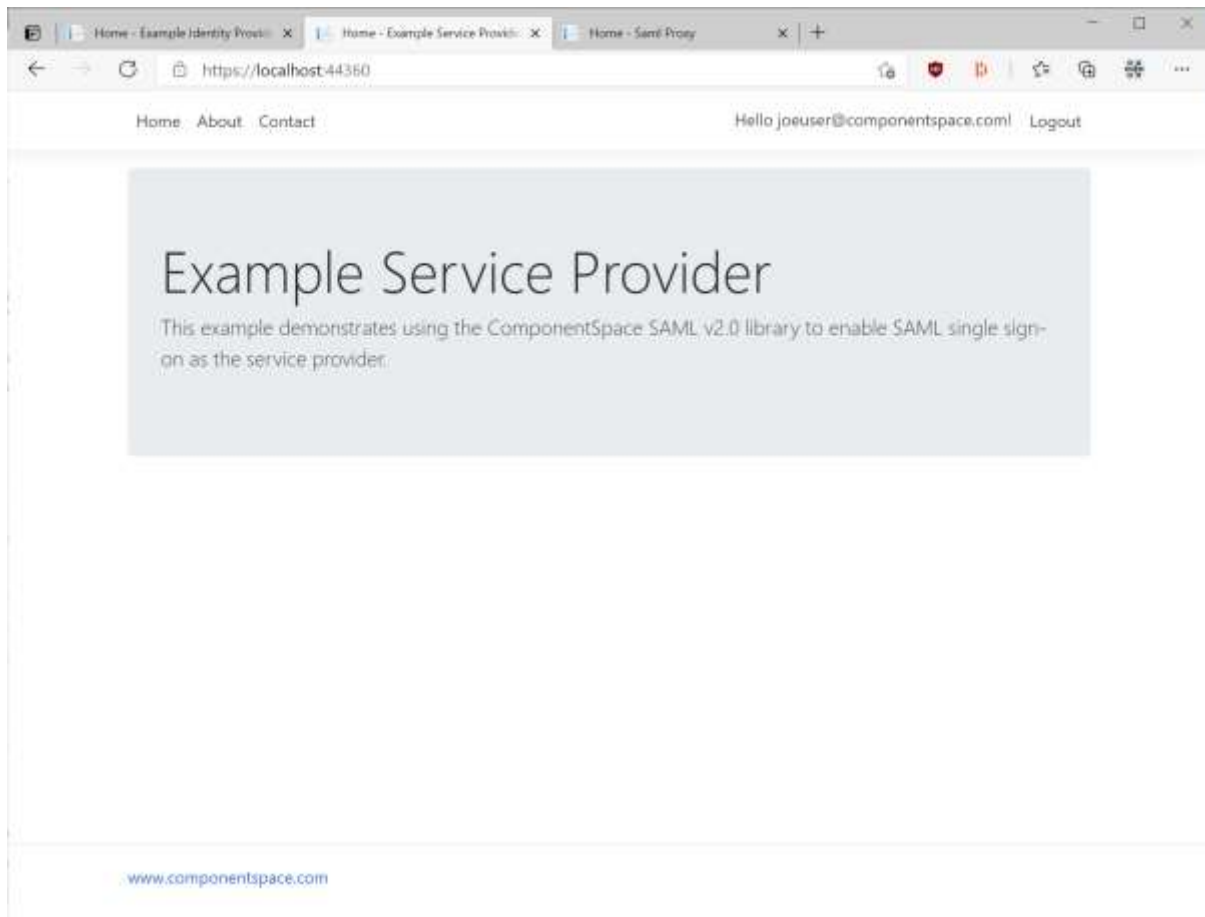 Home - Example Identity Provi
Home - Example Service Provid
Home - Saml Proxy
https://localhost:44360
Home About Contact
Hello joeuser@componentspace.com! Logout
Example Service Provider
This example demonstrates using the ComponentSpace SAML v2.0 library to enable SAML single sign-
on as the service provider.
www.componentspace.com